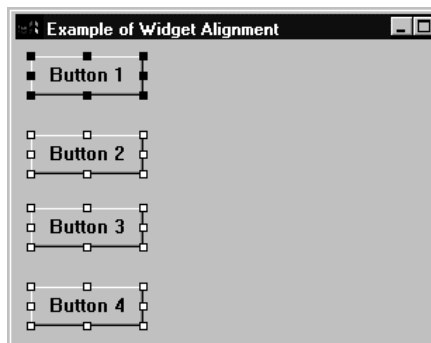 Example of Widget Alignment
Button 1
Button 2
Button 3
Button 4